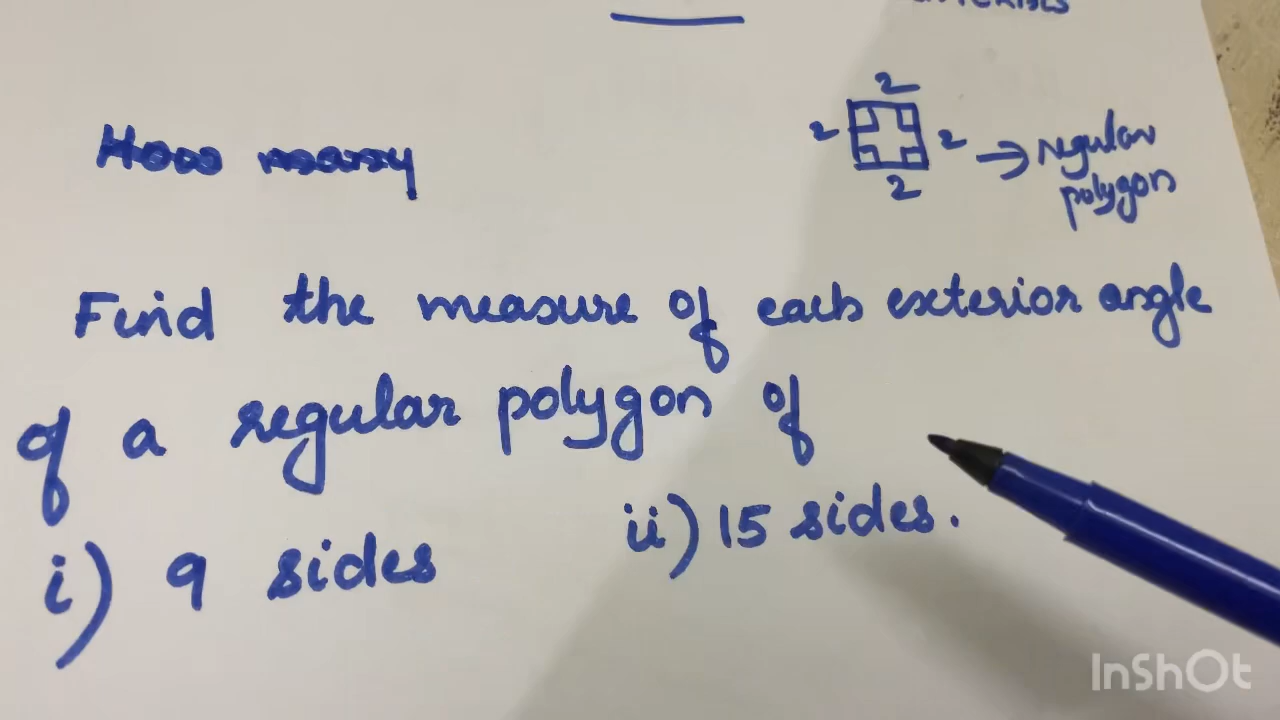 2
2 2 → regular
2 polygon
How many
Find the measure of each exterior angle
of a regular polygon of
i) 9 sides ii) 15 sides.
InShOt